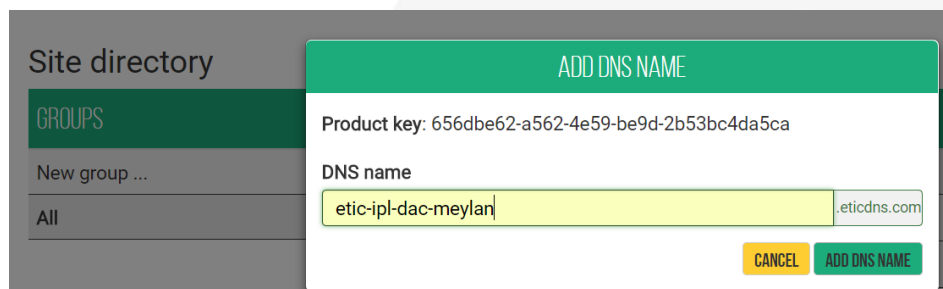 Site directory
ADD DNS NAME
GROUPS
Product key: 656dbe62-a562-4e59-be9d-2b53bc4da5ca
New group ...
DNS name
etic-ipl-dac-meylan .eticdns.com
All
CANCEL ADD DNS NAME